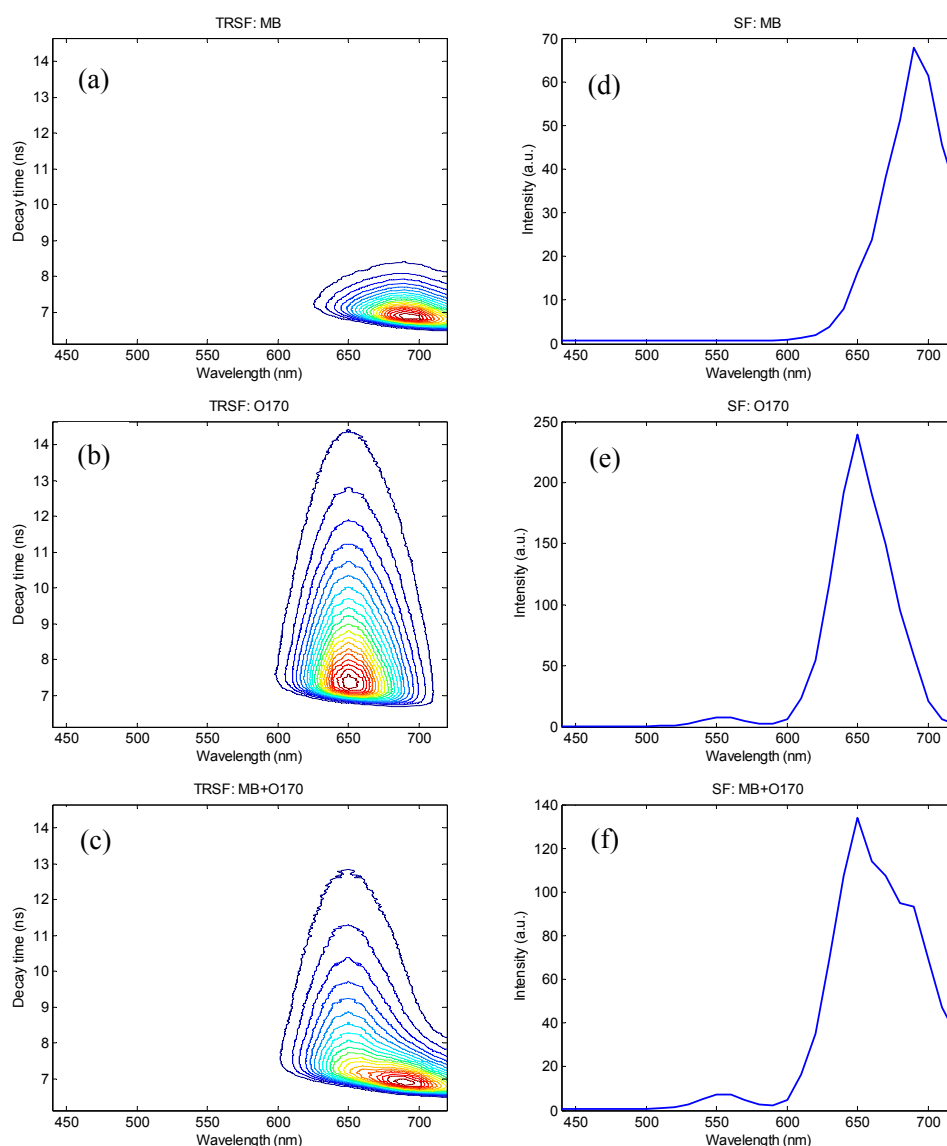 TRSF: MB
(a)
14
13
12
11
10
9
8
7
Decay time (ns)
450 500 550 600 650 700
Wavelength (nm)
SF: MB
(d)
70
60
50
40
30
20
10
0
Intensity (a.u.)
450 500 550 600 650 700
Wavelength (nm)
TRSF: O170
(b)
14
13
12
11
10
9
8
7
Decay time (ns)
450 500 550 600 650 700
Wavelength (nm)
SF: O170
(e)
250
200
150
100
50
0
Intensity (a.u.)
450 500 550 600 650 700
Wavelength (nm)
TRSF: MB+O170
(c)
14
13
12
11
10
9
8
7
Decay time (ns)
450 500 550 600 650 700
Wavelength (nm)
SF: MB+O170
(f)
140
120
100
80
60
40
20
0
Intensity (a.u.)
450 500 550 600 650 700
Wavelength (nm)